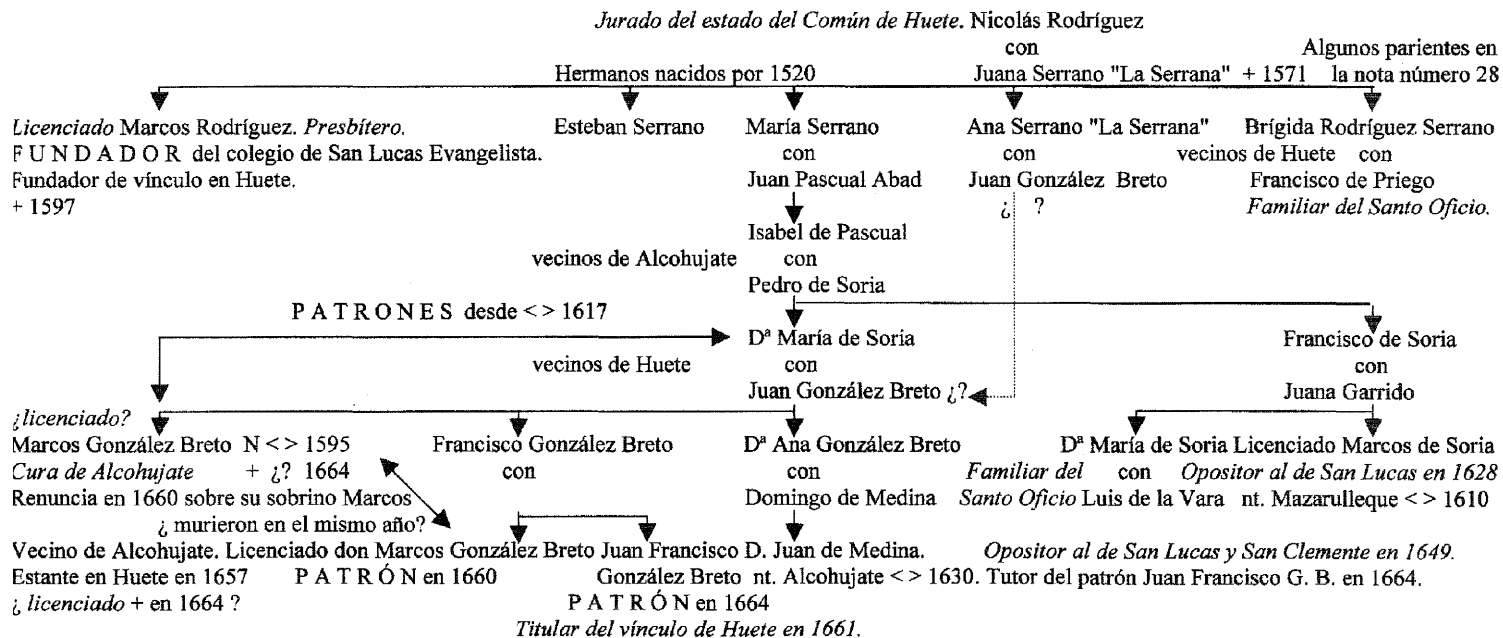 Jurado del estado del Común de Huete. Nicolás Rodríguez
con
Algunos parientes en
Hermanos nacidos por 1520
Juana Serrano "La Serrana" + 1571
la nota número 28
Licenciado Marcos Rodríguez. Presbítero.
Esteban Serrano
María Serrano
Ana Serrano "La Serrana"
Brígida Rodríguez Serrano
F U N D A D O R del colegio de San Lucas Evangelista.
con
con
vecinos de Huete con
Fundador de vínculo en Huete.
Juan Pascual Abad
Juan González Breto
Francisco de Priego
+ 1597
¿ ?
Familiar del Santo Oficio.
Isabel de Pascual
vecinos de Alcohujate
con
Pedro de Soria
P A T R O N E S desde < > 1617
Dª María de Soria
Francisco de Soria
vecinos de Huete
con
con
Juan González Breto ¿?
Juana Garrido
¿licenciado?
Marcos González Breto N < > 1595
Francisco González Breto
Dª Ana González Breto
Dª María de Soria Licenciado Marcos de Soria
Cura de Alcohujate + ¿? 1664
con
con
Familiar del con Opositor al de San Lucas en 1628
Renuncia en 1660 sobre su sobrino Marcos
Domingo de Medina
Santo Oficio Luis de la Vara nt. Mazarulleque < > 1610
¿ murieron en el mismo año?
Vecino de Alcohujate. Licenciado don Marcos González Breto Juan Francisco D. Juan de Medina. Opositor al de San Lucas y San Clemente en 1649.
Estante en Huete en 1657 P A T R Ó N en 1660 González Breto nt. Alcohujate < > 1630. Tutor del patrón Juan Francisco G. B. en 1664.
¿ licenciado + en 1664 ? P A T R Ó N en 1664
Titular del vínculo de Huete en 1661.